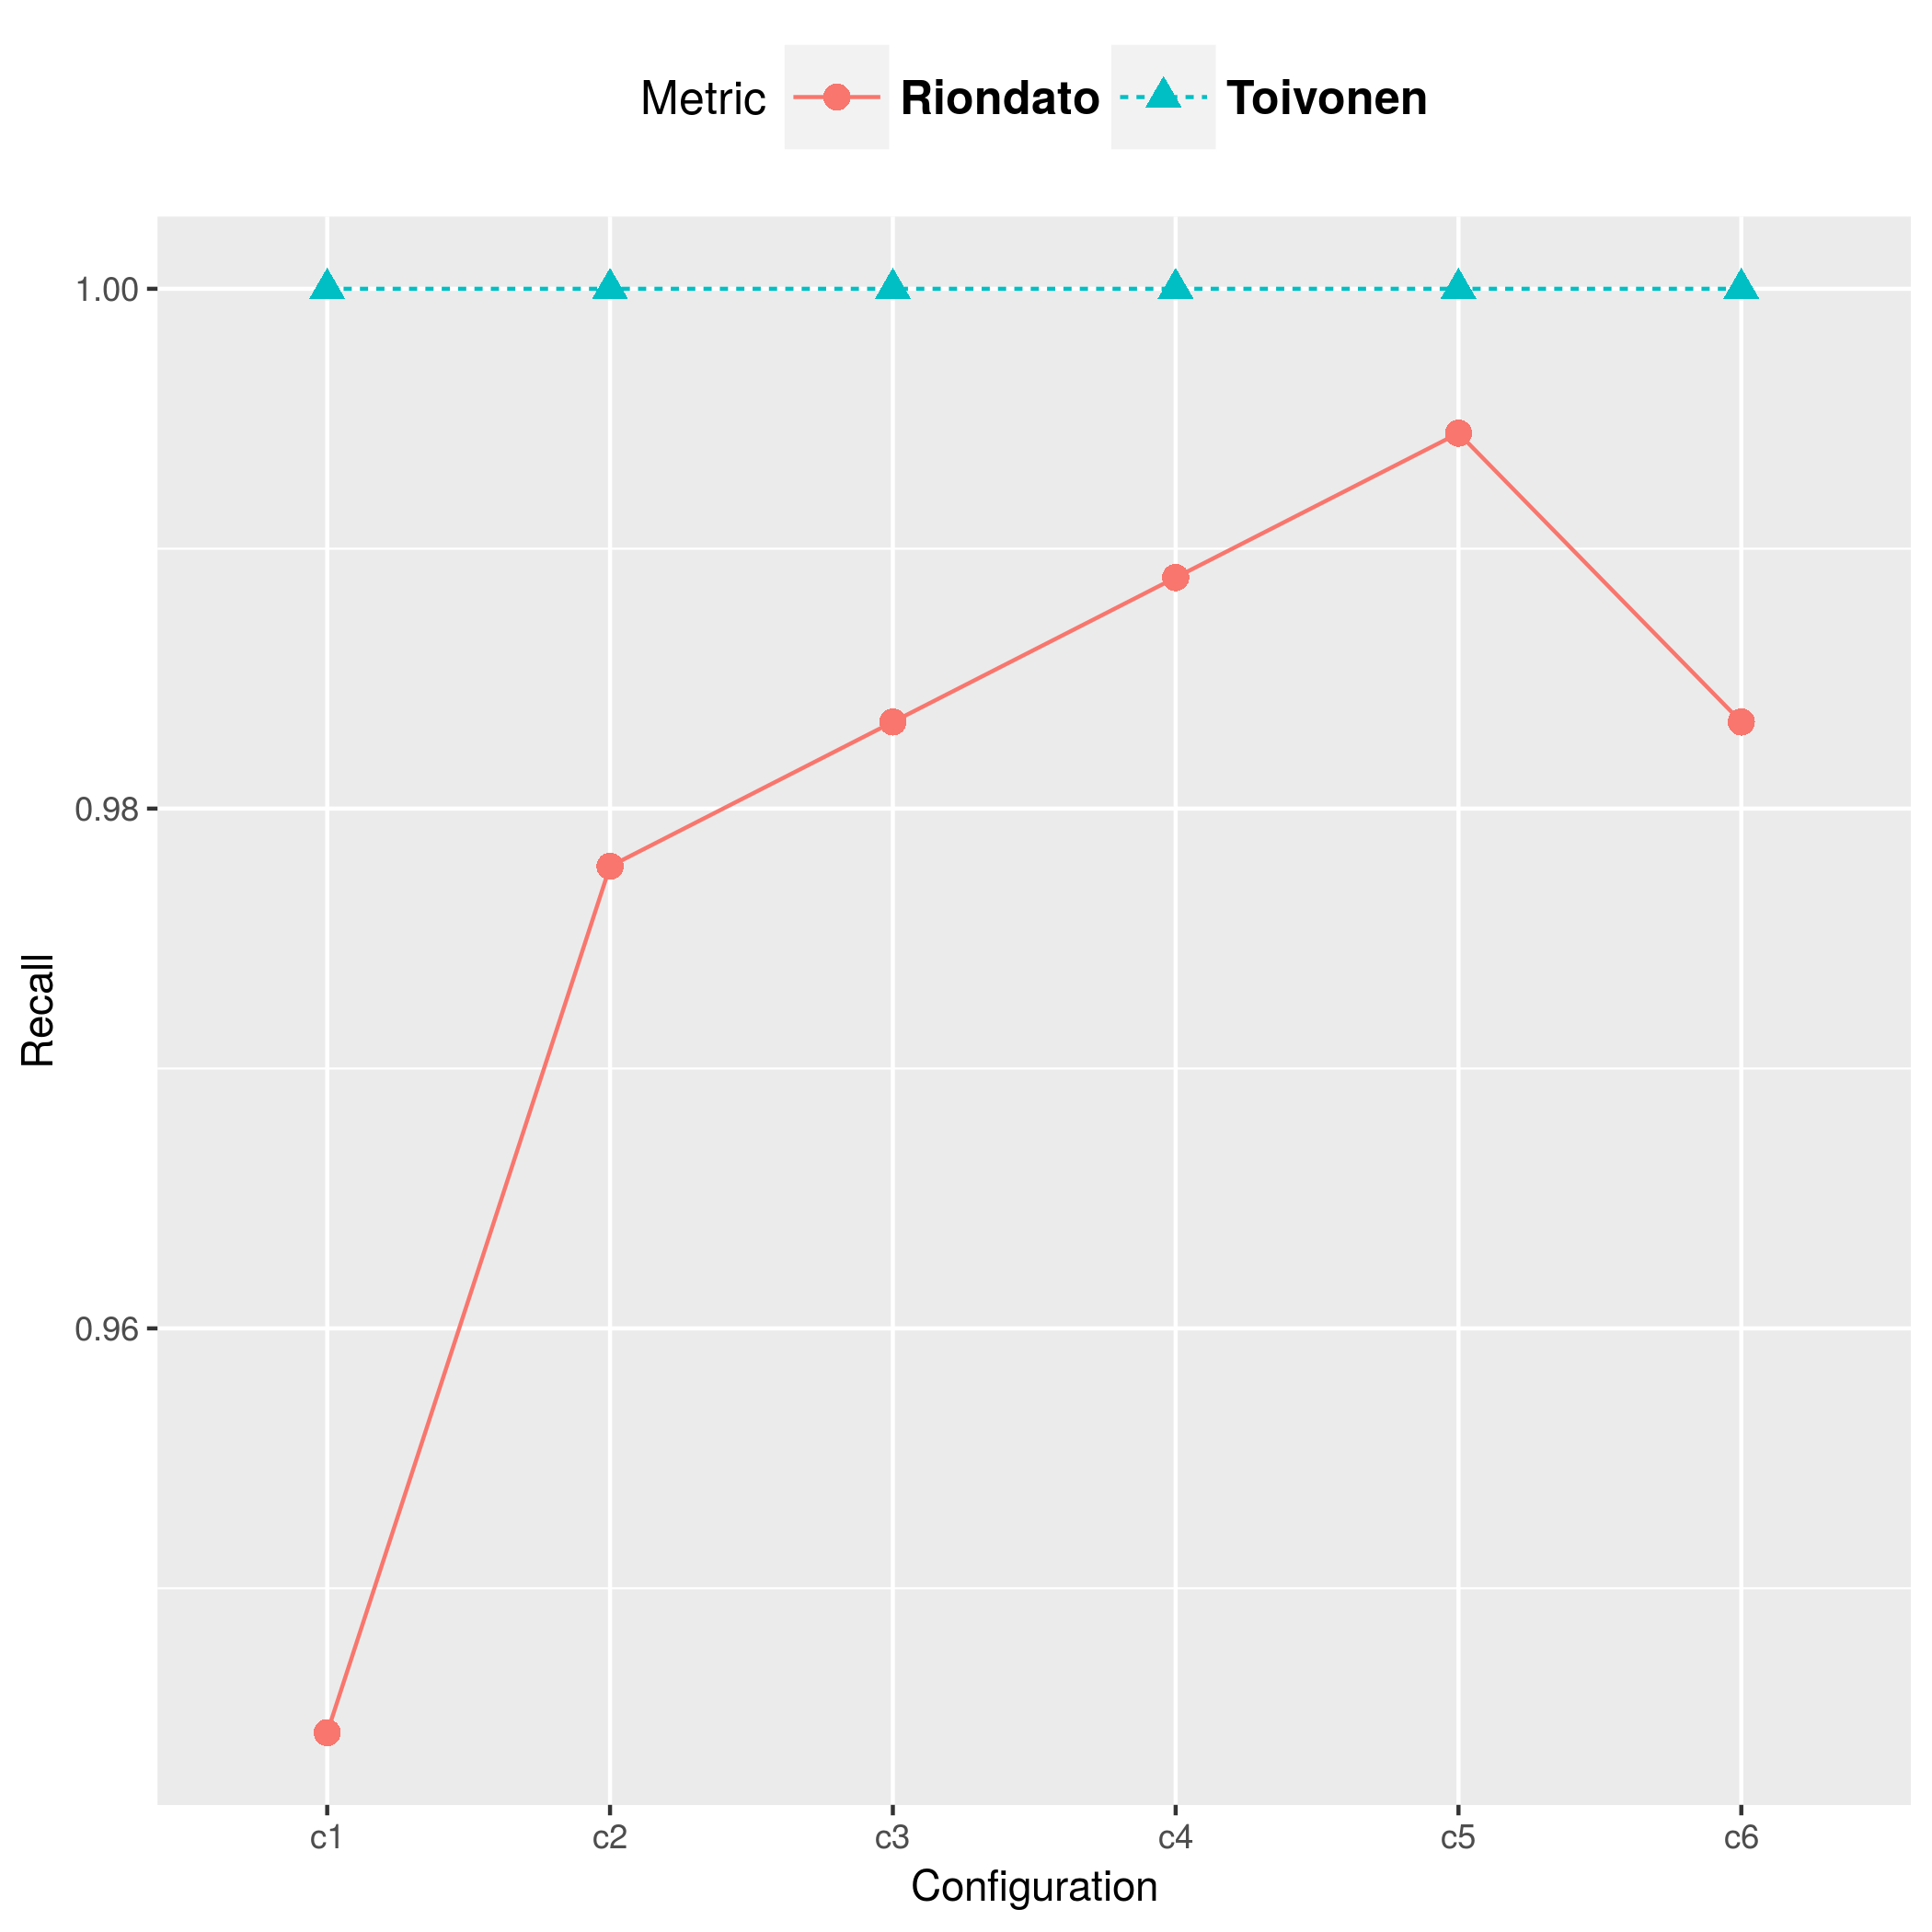 Metric Riondato Toivonen
1.00
0.98
0.96
Recall
c1 c2 c3 c4 c5 c6
Configuration